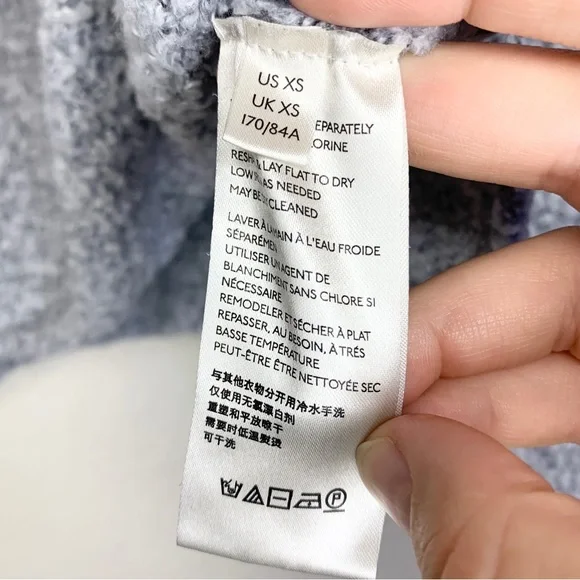 US XS
UK XS
170/84A
EPARATELY
LORINE
RESH & LAY FLAT TO DRY
LOW AS NEEDED
MAY BE CLEANED
LAVER À MAIN À L'EAU FROIDE
SÉPARÉMEN
UTILISER UN AGENT DE
BLANCHIMENT SANS CHLORE SI
NÉCESSAIRE
REMODELER ET SÉCHER À PLAT
REPASSER, AU BESOIN, À TRÉS
BASSE TEMPÉRATURE
PEUT-ÊTRE ÊTRE NETTOYÉE SEC
与其他衣物分开用冷水手洗
仅使用无氯漂白剂
重塑和平放晾干
需要时低温熨烫
可干洗
P